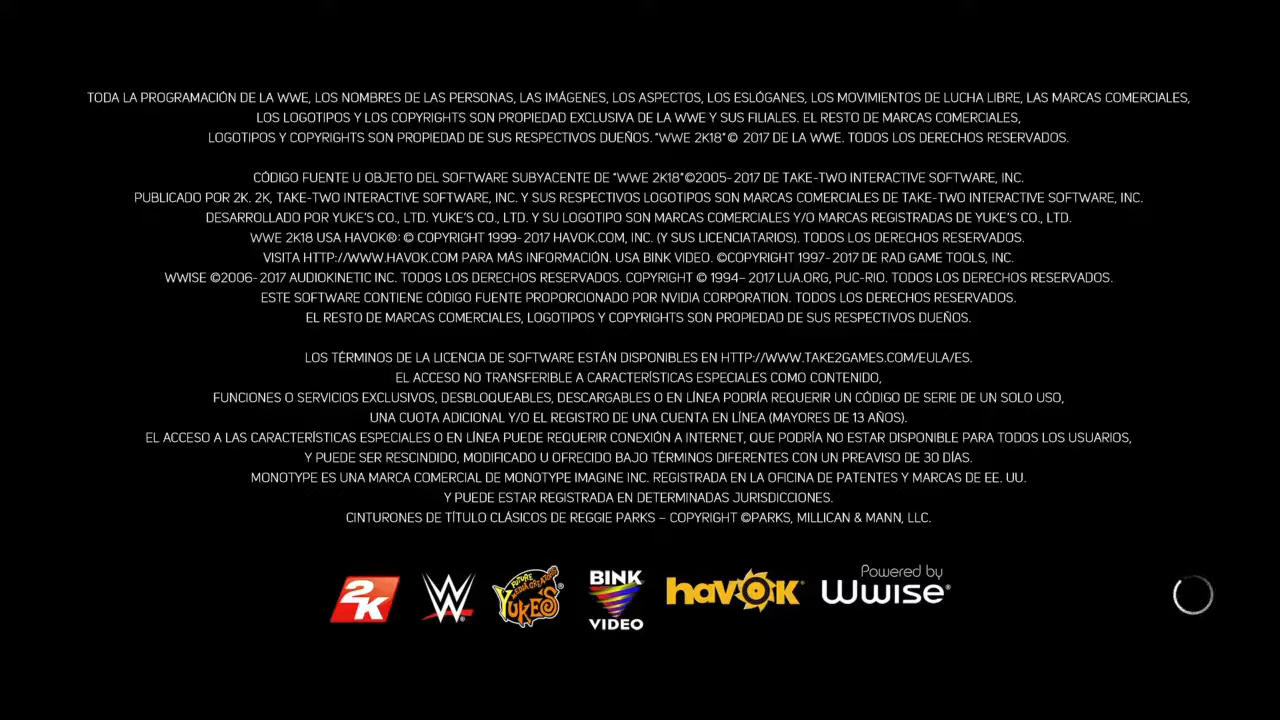 TODA LA PROGRAMACIÓN DE LA WWE, LOS NOMBRES DE LAS PERSONAS, LAS IMÁGENES, LOS ASPECTOS, LOS ESLÓGANES, LOS MOVIMIENTOS DE LUCHA LIBRE, LAS MARCAS COMERCIALES,
LOS LOGOTIPOS Y LOS COPYRIGHTS SON PROPIEDAD EXCLUSIVA DE LA WWE Y SUS FILIALES. EL RESTO DE MARCAS COMERCIALES,
LOGOTIPOS Y COPYRIGHTS SON PROPIEDAD DE SUS RESPECTIVOS DUEÑOS. "WWE 2K18"© 2017 DE LA WWE. TODOS LOS DERECHOS RESERVADOS.
CÓDIGO FUENTE U OBJETO DEL SOFTWARE SUBYACENTE DE "WWE 2K18"©2005-2017 DE TAKE-TWO INTERACTIVE SOFTWARE, INC.
PUBLICADO POR 2K. 2K, TAKE-TWO INTERACTIVE SOFTWARE, INC. Y SUS RESPECTIVOS LOGOTIPOS SON MARCAS COMERCIALES DE TAKE-TWO INTERACTIVE SOFTWARE, INC.
DESARROLLADO POR YUKE'S CO., LTD. YUKE'S CO., LTD. Y SU LOGOTIPO SON MARCAS COMERCIALES Y/O MARCAS REGISTRADAS DE YUKE'S CO., LTD.
WWE 2K18 USA HAVOK®: © COPYRIGHT 1999-2017 HAVOK.COM, INC. (Y SUS LICENCIATARIOS). TODOS LOS DERECHOS RESERVADOS.
VISITA HTTP://WWW.HAVOK.COM PARA MÁS INFORMACIÓN. USA BINK VIDEO. ©COPYRIGHT 1997-2017 DE RAD GAME TOOLS, INC.
WWISE ©2006-2017 AUDIOKINETIC INC. TODOS LOS DERECHOS RESERVADOS. COPYRIGHT © 1994–2017 LUA.ORG, PUC-RIO. TODOS LOS DERECHOS RESERVADOS.
ESTE SOFTWARE CONTIENE CÓDIGO FUENTE PROPORCIONADO POR NVIDIA CORPORATION. TODOS LOS DERECHOS RESERVADOS.
EL RESTO DE MARCAS COMERCIALES, LOGOTIPOS Y COPYRIGHTS SON PROPIEDAD DE SUS RESPECTIVOS DUEÑOS.
LOS TÉRMINOS DE LA LICENCIA DE SOFTWARE ESTÁN DISPONIBLES EN HTTP://WWW.TAKE2GAMES.COM/EULA/ES.
EL ACCESO NO TRANSFERIBLE A CARACTERÍSTICAS ESPECIALES COMO CONTENIDO,
FUNCIONES O SERVICIOS EXCLUSIVOS, DESBLOQUEABLES, DESCARGABLES O EN LÍNEA PODRÍA REQUERIR UN CÓDIGO DE SERIE DE UN SOLO USO,
UNA CUOTA ADICIONAL Y/O EL REGISTRO DE UNA CUENTA EN LÍNEA (MAYORES DE 13 AÑOS).
EL ACCESO A LAS CARACTERÍSTICAS ESPECIALES O EN LÍNEA PUEDE REQUERIR CONEXIÓN A INTERNET, QUE PODRÍA NO ESTAR DISPONIBLE PARA TODOS LOS USUARIOS,
Y PUEDE SER RESCINDIDO, MODIFICADO U OFRECIDO BAJO TÉRMINOS DIFERENTES CON UN PREAVISO DE 30 DÍAS.
MONOTYPE ES UNA MARCA COMERCIAL DE MONOTYPE IMAGINE INC. REGISTRADA EN LA OFICINA DE PATENTES Y MARCAS DE EE. UU.
Y PUEDE ESTAR REGISTRADA EN DETERMINADAS JURISDICCIONES.
CINTURONES DE TÍTULO CLÁSICOS DE REGGIE PARKS – COPYRIGHT ©PARKS, MILLICAN & MANN, LLC.
2K
W
FUTURE MEDIA CREATOR
YUKE'S®
BINK
VIDEO
havok®
Powered by
Wwise®